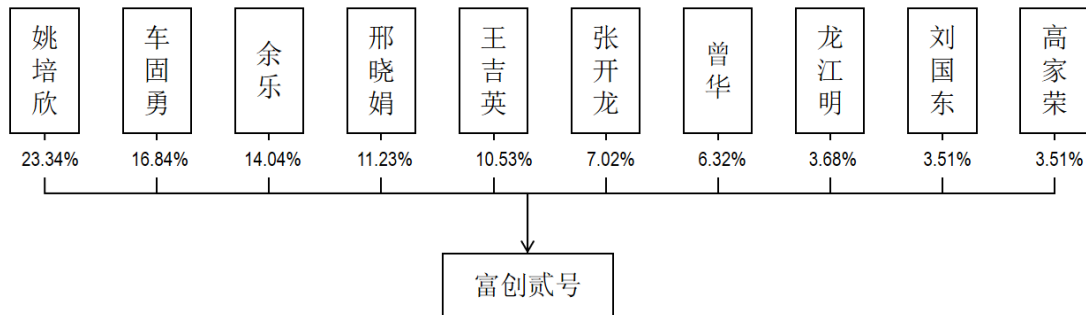 姚培欣
车固勇
余乐
邢晓娟
王吉英
张开龙
曾华
龙江明
刘国东
高家荣
23.34%
16.84%
14.04%
11.23%
10.53%
7.02%
6.32%
3.68%
3.51%
3.51%
富创贰号